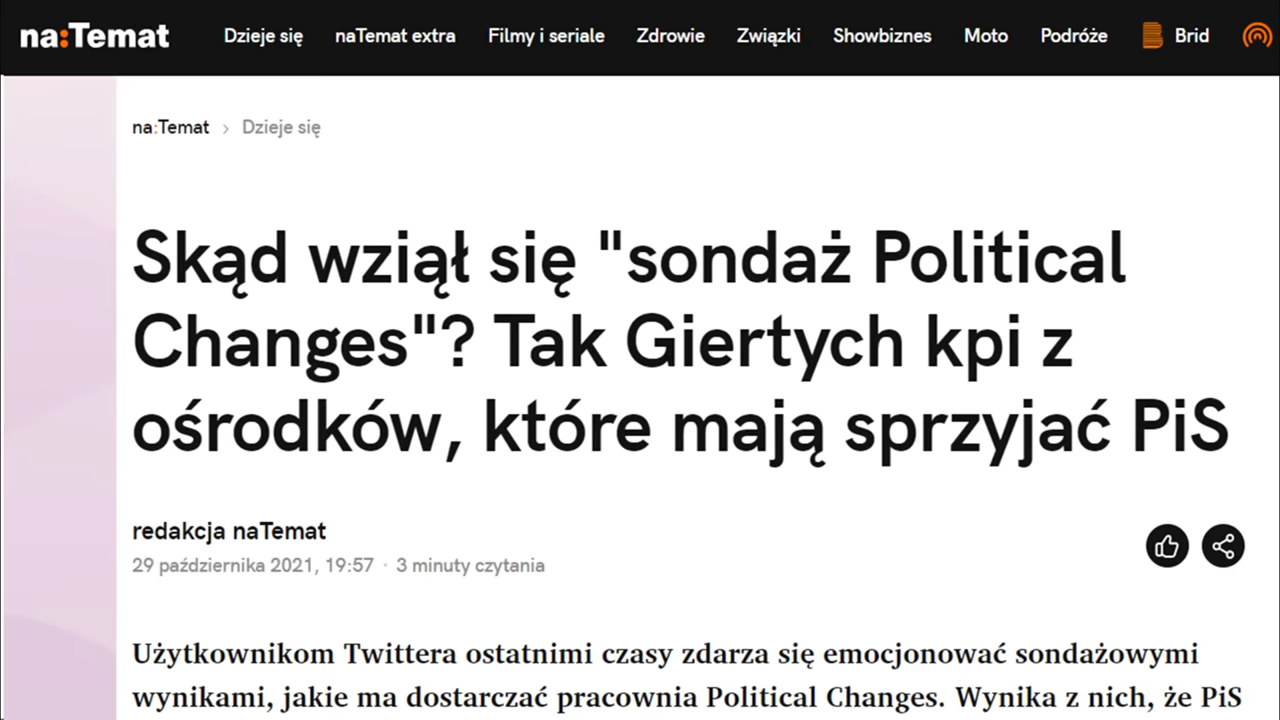 na:Temat Dzieje się naTemat extra Filmy i seriale Zdrowie Związki Showbiznes Moto Podróże Brid
na:Temat › Dzieje się
Skąd wziął się "sondaż Political
Changes"? Tak Giertych kpi z
ośrodków, które mają sprzyjać PiS
redakcja naTemat
29 października 2021, 19:57 · 3 minuty czytania
Użytkownikom Twittera ostatnimi czasy zdarza się emocjonować sondażowymi
wynikami, jakie ma dostarczać pracownia Political Changes. Wynika z nich, że PiS